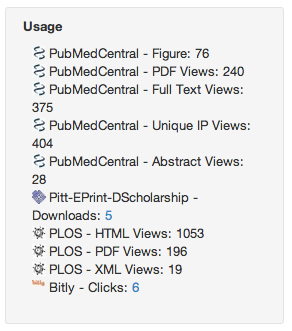 Usage
PubMedCentral - Figure: 76
PubMedCentral - PDF Views: 240
PubMedCentral - Full Text Views:
375
PubMedCentral - Unique IP Views:
404
PubMedCentral - Abstract Views:
28
Pitt-EPrint-DScholarship -
Downloads: 5
PLOS - HTML Views: 1053
PLOS - PDF Views: 196
PLOS - XML Views: 19
bitly Bitly - Clicks: 6